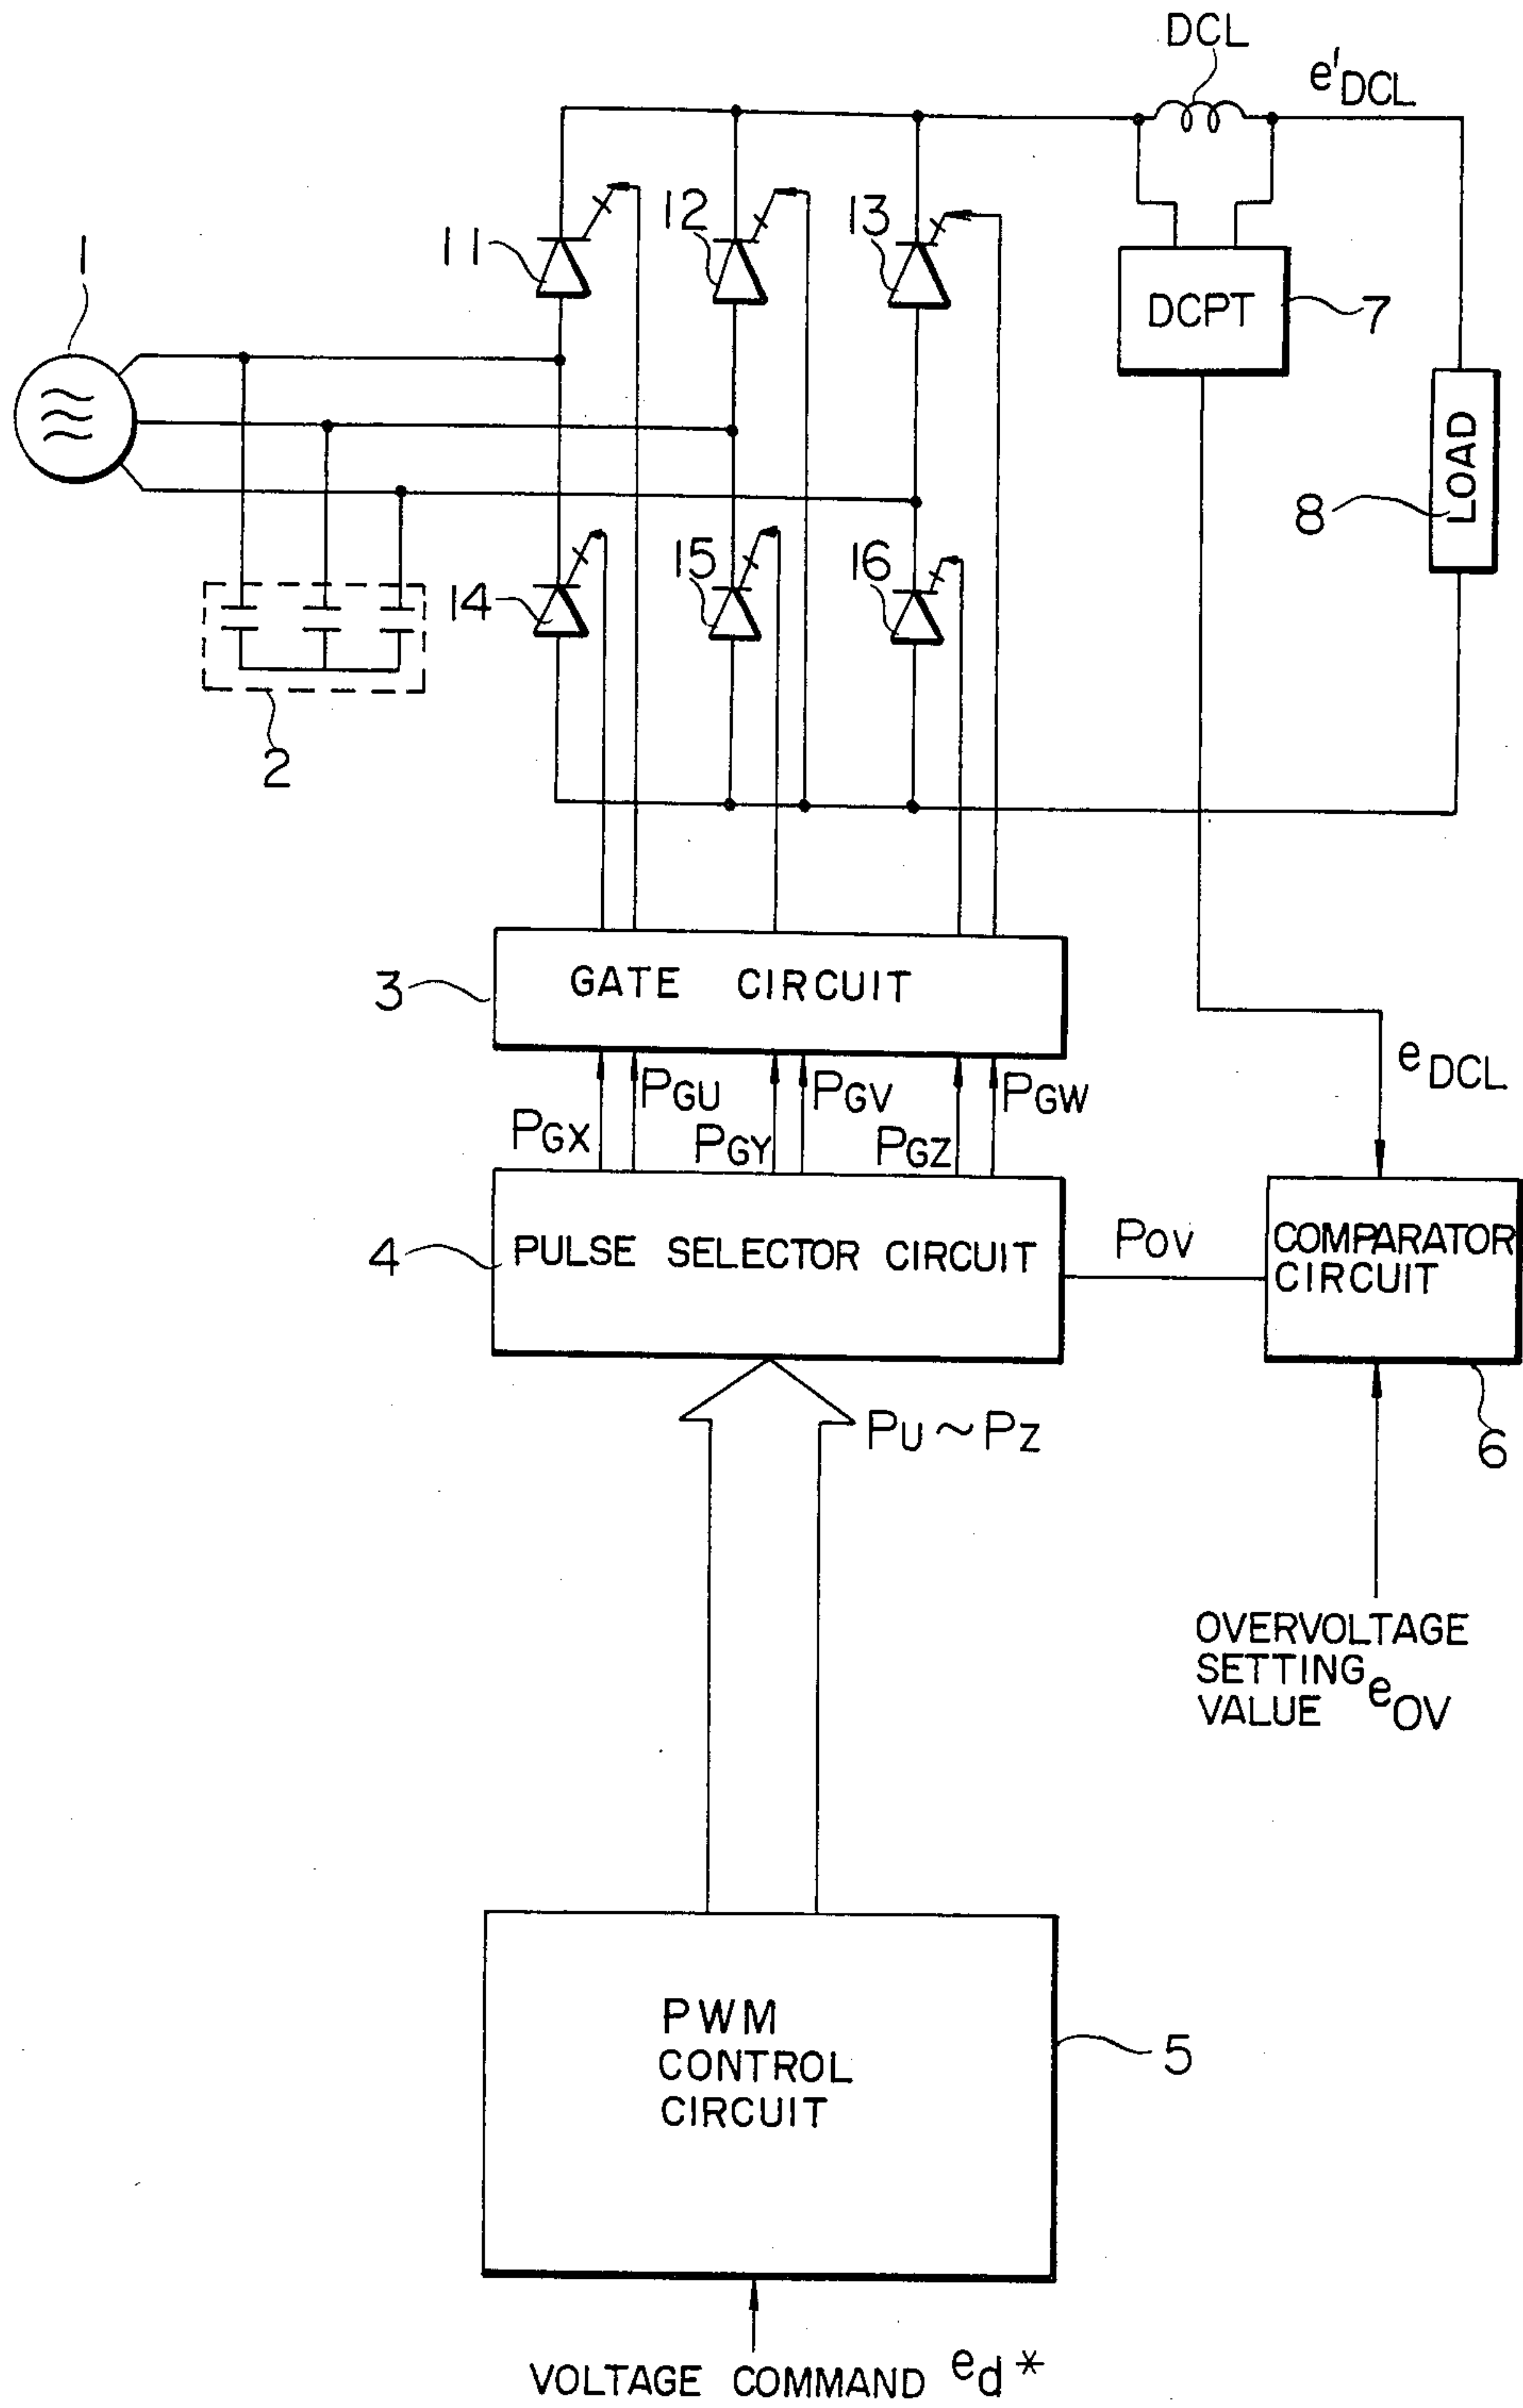 DCL
e'DCL
1
11
12
13
DCPT
7
LOAD
8
14
15
16
2
3
GATE CIRCUIT
eDCL
PGX
PGU
PGY
PGV
PGZ
PGW
4
PULSE SELECTOR CIRCUIT
POV
COMPARATOR
CIRCUIT
PU ~ PZ
6
OVERVOLTAGE
SETTING
VALUE eOV
PWM
CONTROL
CIRCUIT
5
VOLTAGE COMMAND ed*